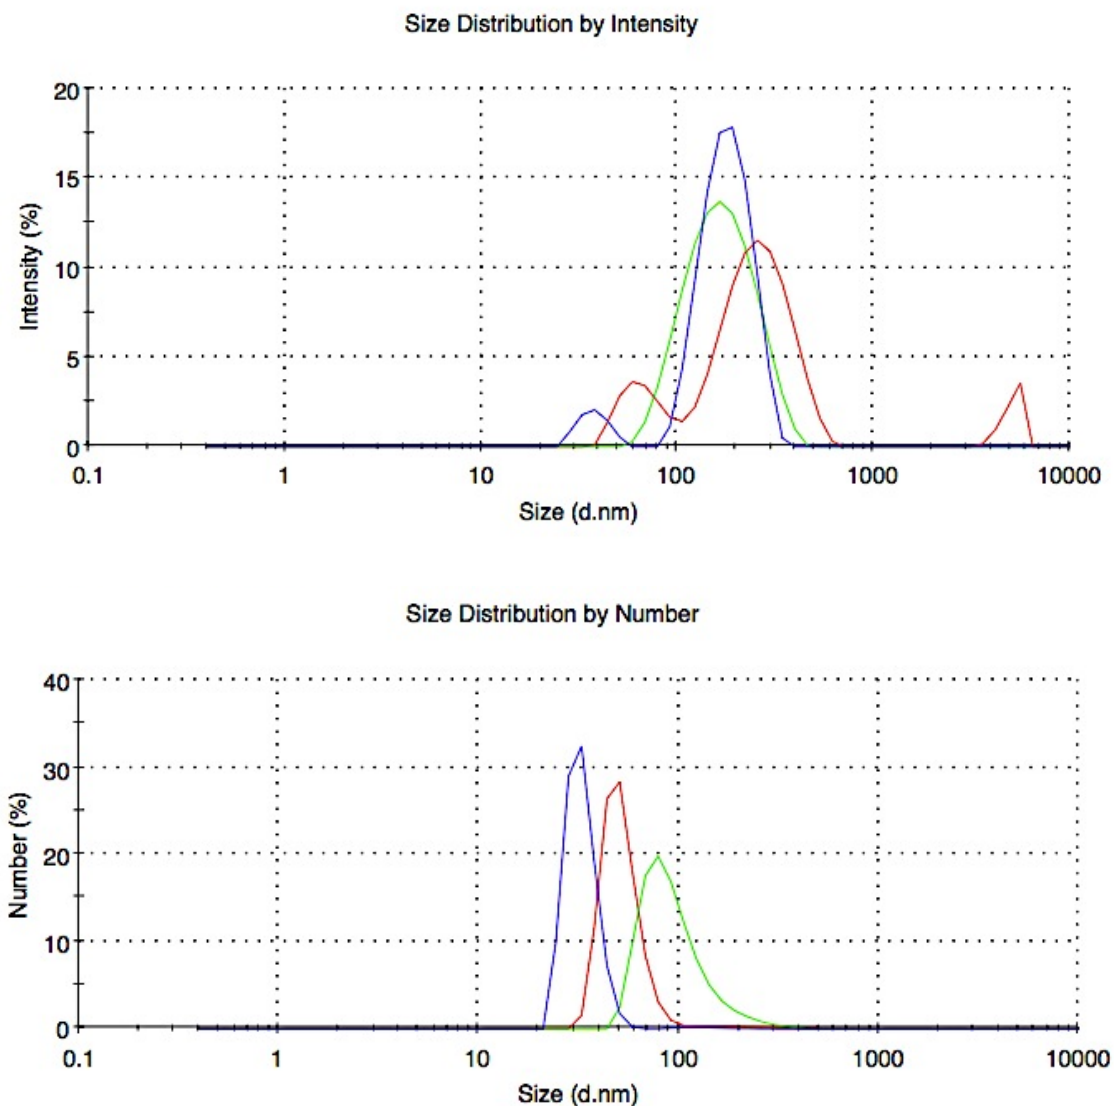 Size Distribution by Intensity
20
15
10
5
0
Intensity (%)
0.1 1 10 100 1000 10000
Size (d.nm)
Size Distribution by Number
40
30
20
10
0
Number (%)
0.1 1 10 100 1000 10000
Size (d.nm)